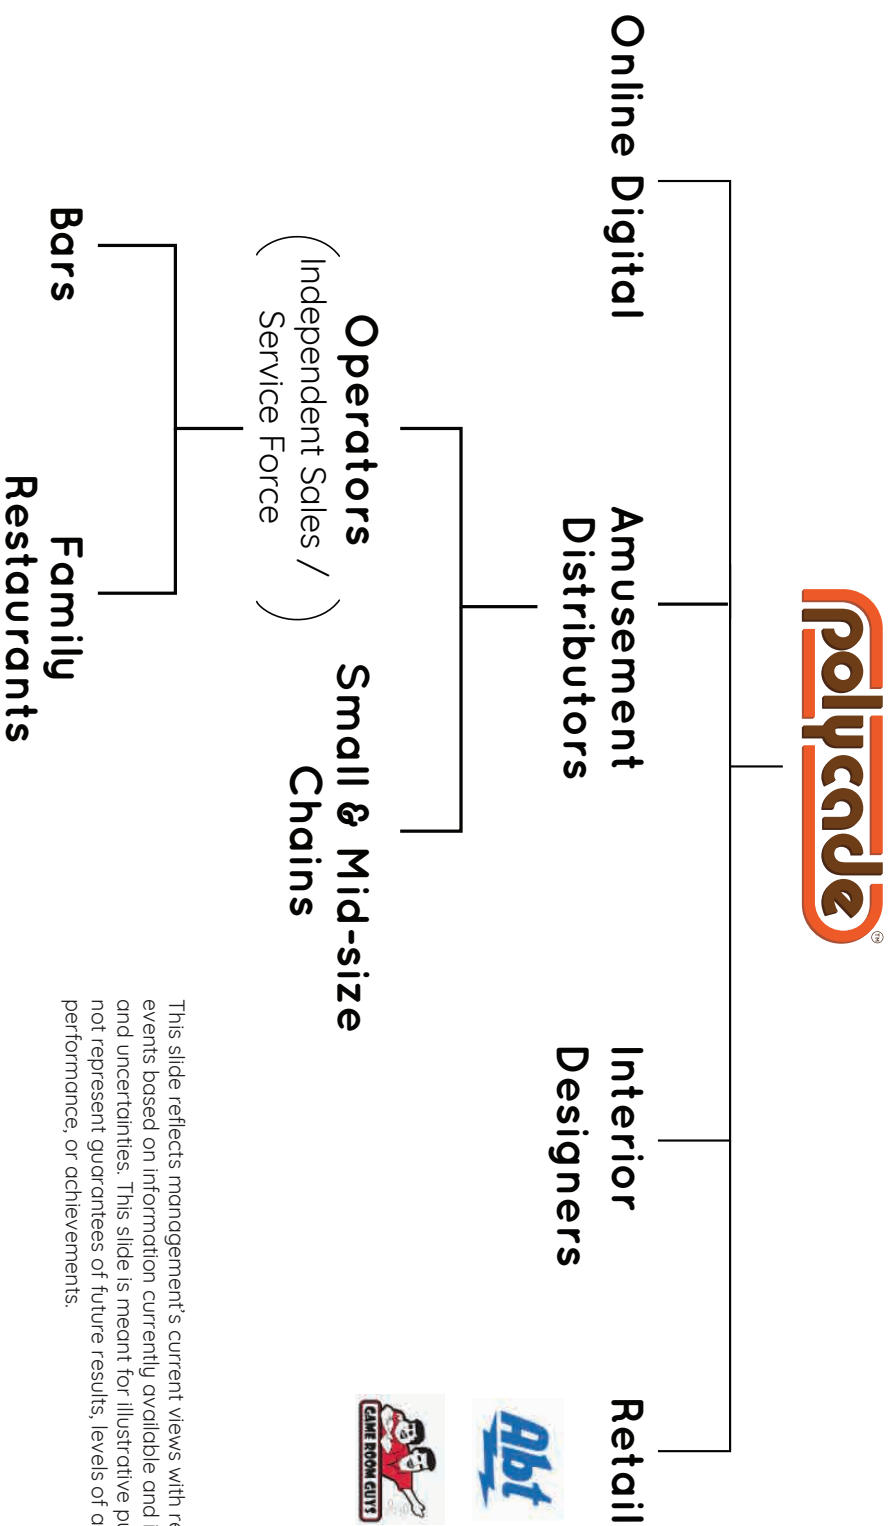 polycade
TM
Online Digital
Amusement
Distributors
Interior
Designers
Retail
Abt
GAME ROOM GUYS
Operators
(Independent Sales /
Service Force)
Small & Mid-size
Chains
Bars
Family
Restaurants
This slide reflects management's current views with
events based on information currently available and
and uncertainties. This slide is meant for illustrative
not represent guarantees of future results, levels of
performance, or achievements.